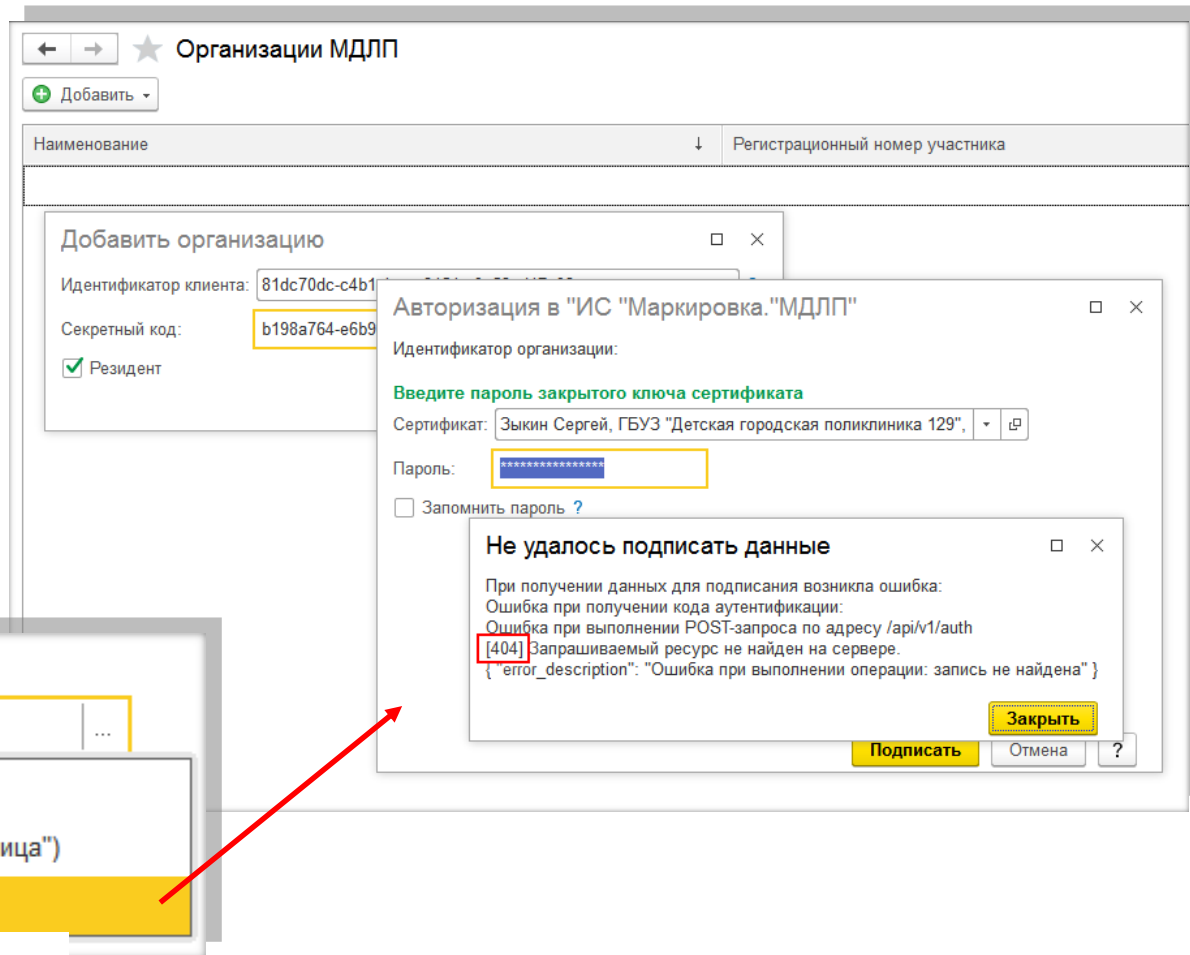 Организации МДЛП
Добавить
Наименование ↓ Регистрационный номер участника
Добавить организацию
Идентификатор клиента: 81dc70dc-c4b1
Секретный код: b198a764-e6b9
Резидент
Авторизация в "ИС "Маркировка."МДЛП"
Идентификатор организации:
Введите пароль закрытого ключа сертификата
Сертификат: Зыкин Сергей, ГБУЗ "Детская городская поликлиника 129",
Пароль: ****************
Запомнить пароль ?
Не удалось подписать данные
При получении данных для подписания возникла ошибка:
Ошибка при получении кода аутентификации:
Ошибка при выполнении POST-запроса по адресу /api/v1/auth
[404] Запрашиваемый ресурс не найден на сервере.
{ "error_description": "Ошибка при выполнении операции: запись не найдена" }
Закрыть
Подписать Отмена ?
...
ица")